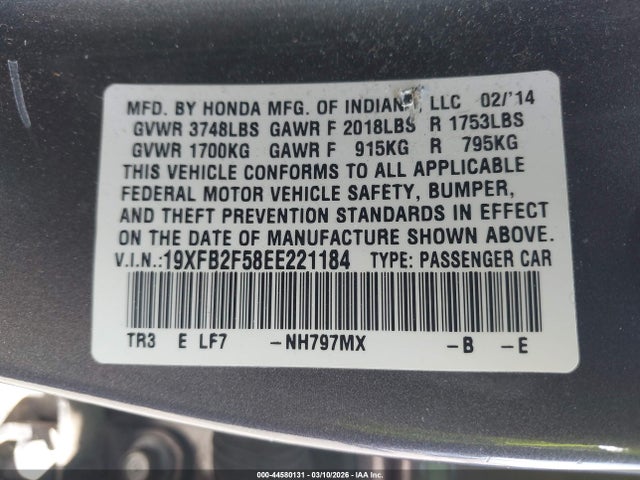 MFD. BY HONDA MFG. OF INDIANA, LLC 02/'14
GVWR 3748LBS GAWR F 2018LBS R 1753LBS
GVWR 1700KG GAWR F 915KG R 795KG
THIS VEHICLE CONFORMS TO ALL APPLICABLE
FEDERAL MOTOR VEHICLE SAFETY, BUMPER,
AND THEFT PREVENTION STANDARDS IN EFFECT
ON THE DATE OF MANUFACTURE SHOWN ABOVE.
V.I.N.: 19XFB2F58EE221184 TYPE: PASSENGER CAR
TR3 E LF7 -NH797MX -B -E
000-44580131 - 03/10/2026 - IAA Inc.